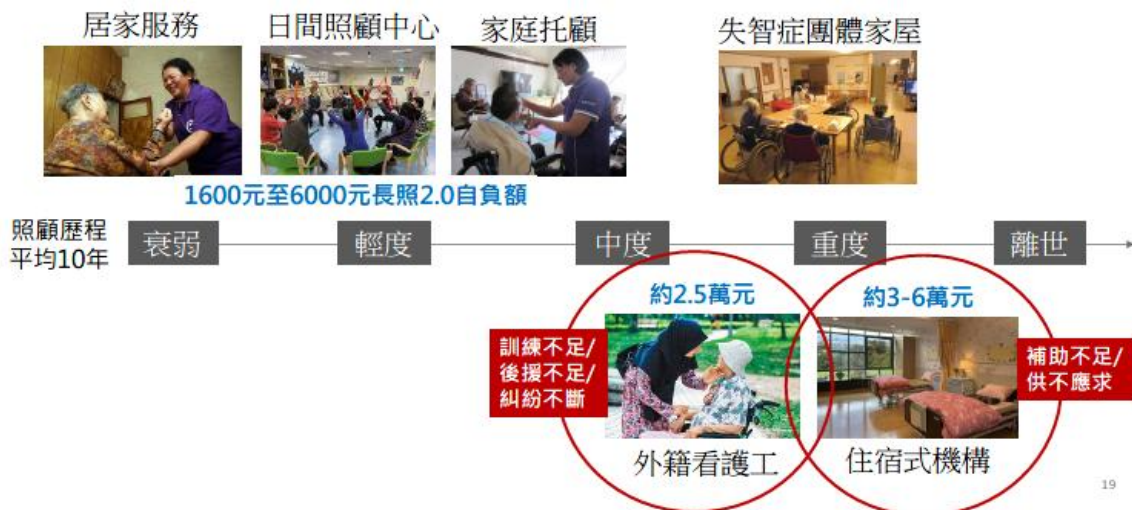 居家服務
日間照顧中心
家庭托顧
失智症團體家屋
1600元至6000元長照2.0自負額
照顧歷程
平均10年
衰弱
輕度
中度
重度
離世
約2.5萬元
約3-6萬元
訓練不足/
後援不足/
糾紛不斷
補助不足/
供不應求
外籍看護工
住宿式機構
19